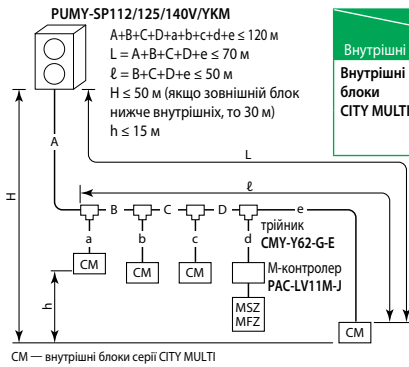 PUMY-SP112/125/140V/YKM
A+B+C+D+a+b+c+d+e ≤ 120 м
L = A+B+C+D+e ≤ 70 м
ℓ = B+C+D+e ≤ 50 м
H ≤ 50 м (якщо зовнішній блок
нижче внутрішніх, то 30 м)
h ≤ 15 м
Внутрішні
Внутрішні
блоки
CITY MULTI
A
L
H
ℓ
B
C
D
e
трійник
CMY-Y62-G-E
a
b
c
d
М-контролер
PAC-LV11M-J
CM
CM
CM
MSZ
MFZ
h
CM
CM — внутрішні блоки серії CITY MULTI